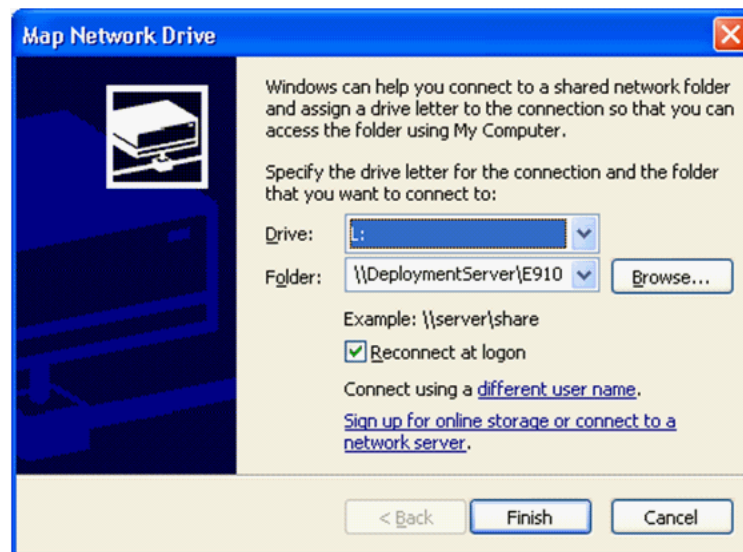 Map Network Drive
Windows can help you connect to a shared network folder
and assign a drive letter to the connection so that you can
access the folder using My Computer.
Specify the drive letter for the connection and the folder
that you want to connect to:
Drive: L:
Folder: \\DeploymentServer\E910 Browse...
Example: \\server\share
Reconnect at logon
Connect using a different user name.
Sign up for online storage or connect to a
network server.
< Back Finish Cancel